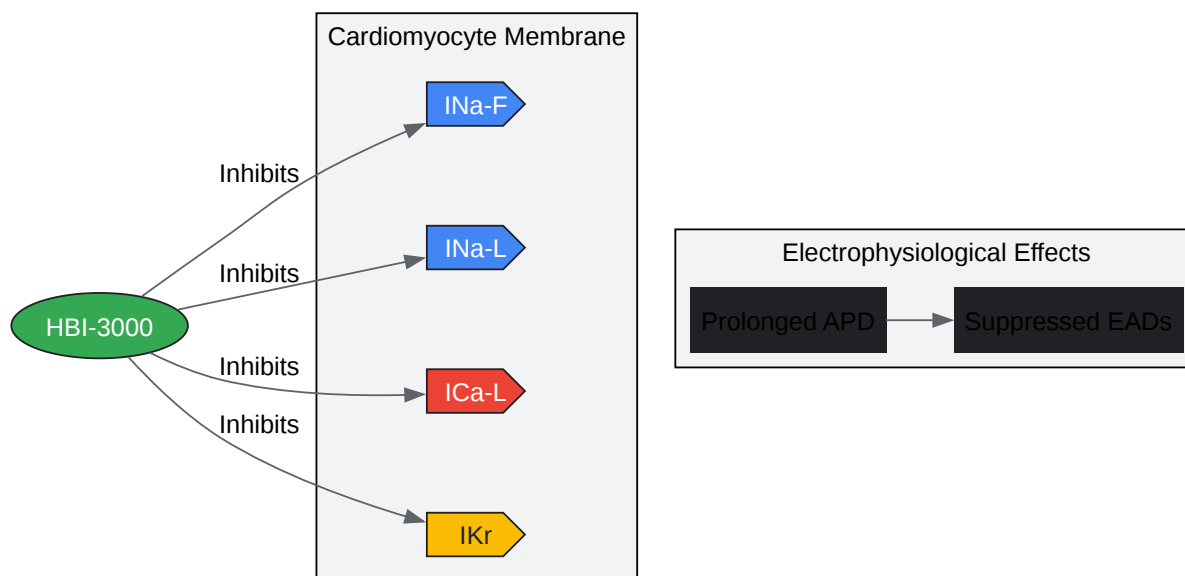 Cardiomyocyte Membrane
INa-F
Inhibits
INa-L
Inhibits
HBI-3000
Inhibits
ICa-L
Inhibits
IKr
Electrophysiological Effects
Prolonged APD
Suppressed EADs